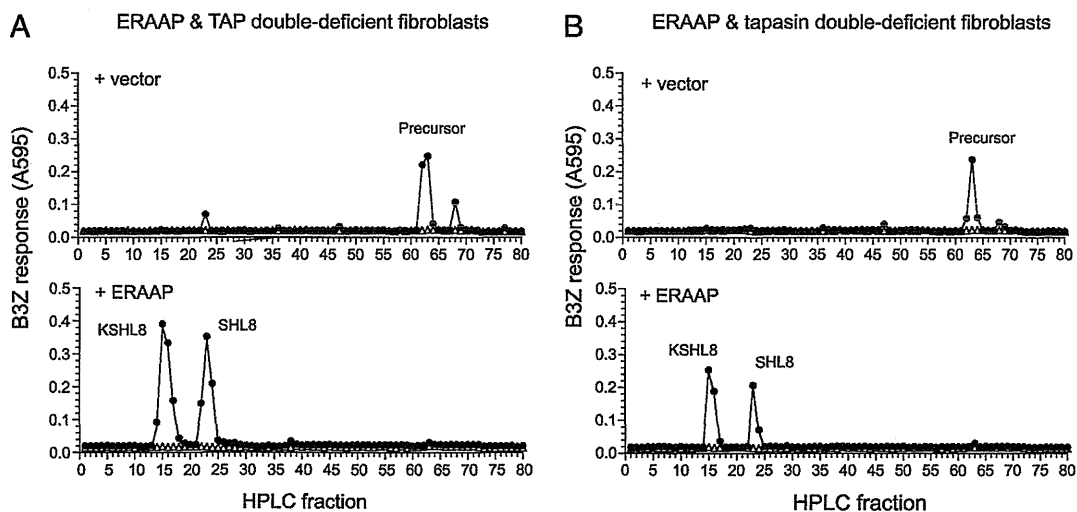 A
ERAAP & TAP double-deficient fibroblasts
B3Z response (A595)
0.5
0.4
0.3
0.2
0.1
0.0
+ vector
Precursor
0 5 10 15 20 25 30 35 40 45 50 55 60 65 70 75 80
0.5
0.4
0.3
0.2
0.1
0.0
+ ERAAP
KSHL8
SHL8
0 5 10 15 20 25 30 35 40 45 50 55 60 65 70 75 80
HPLC fraction
B
ERAAP & tapasin double-deficient fibroblasts
B3Z response (A595)
0.5
0.4
0.3
0.2
0.1
0.0
+ vector
Precursor
0 5 10 15 20 25 30 35 40 45 50 55 60 65 70 75 80
0.5
0.4
0.3
0.2
0.1
0.0
+ ERAAP
KSHL8
SHL8
0 5 10 15 20 25 30 35 40 45 50 55 60 65 70 75 80
HPLC fraction